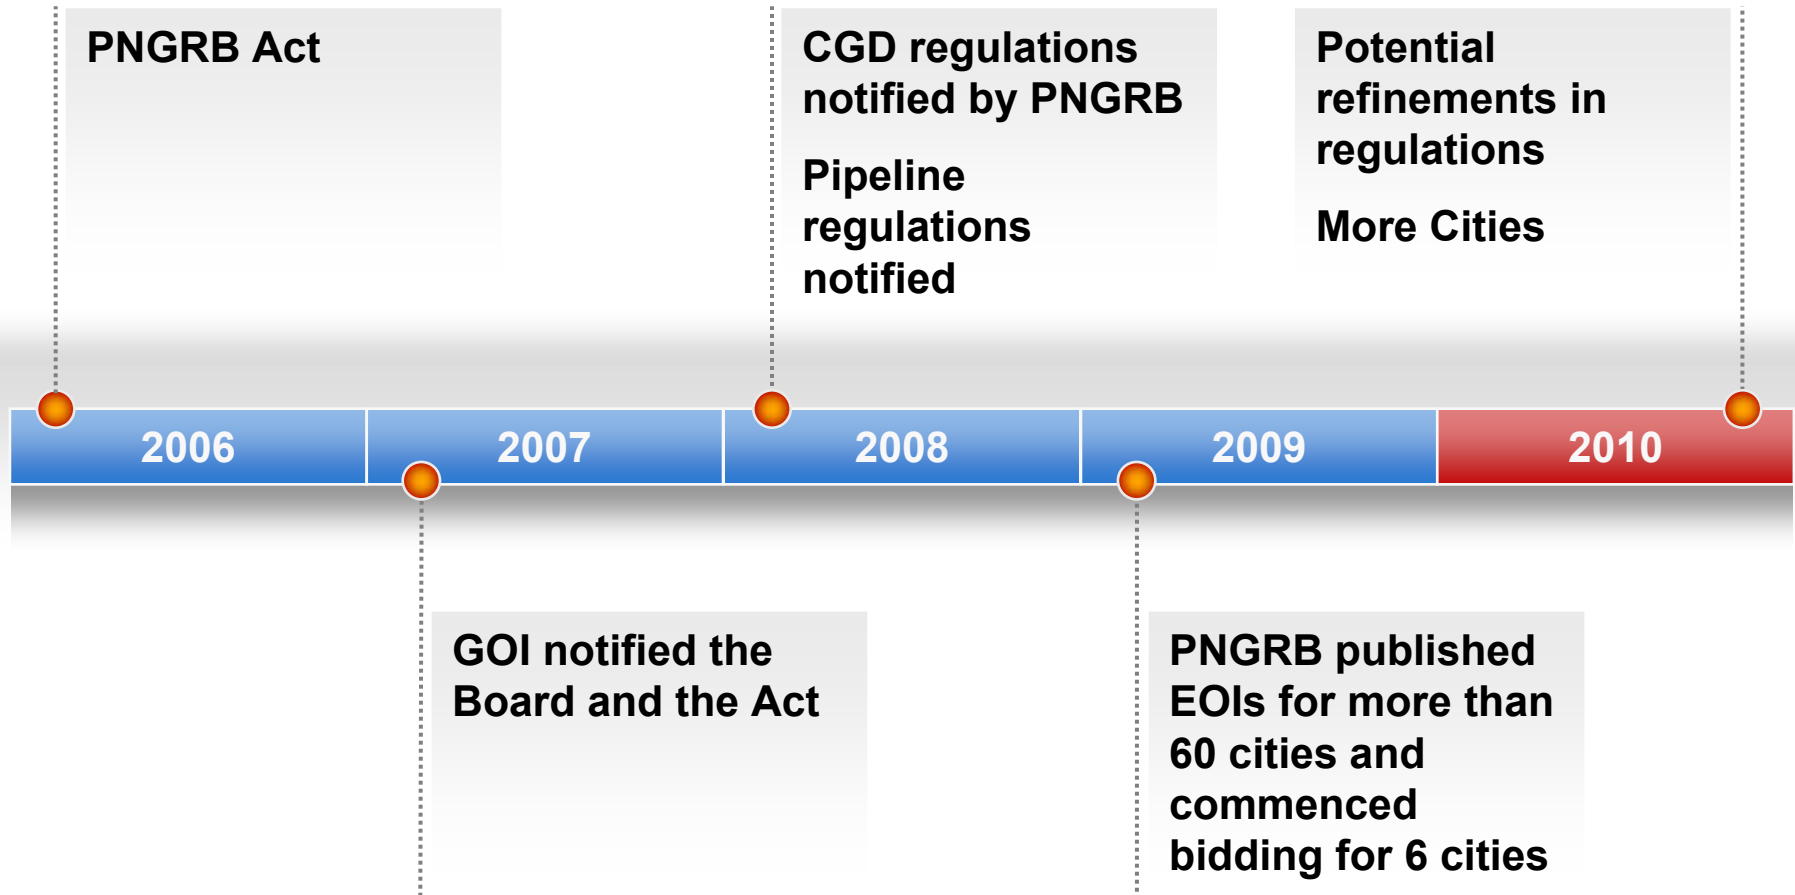 PNGRB Act
CGD regulations
notified by PNGRB
Pipeline
regulations
notified
Potential
refinements in
regulations
More Cities
2006
2007
2008
2009
2010
GOI notified the
Board and the Act
PNGRB published
EOIs for more than
60 cities and
commenced
bidding for 6 cities